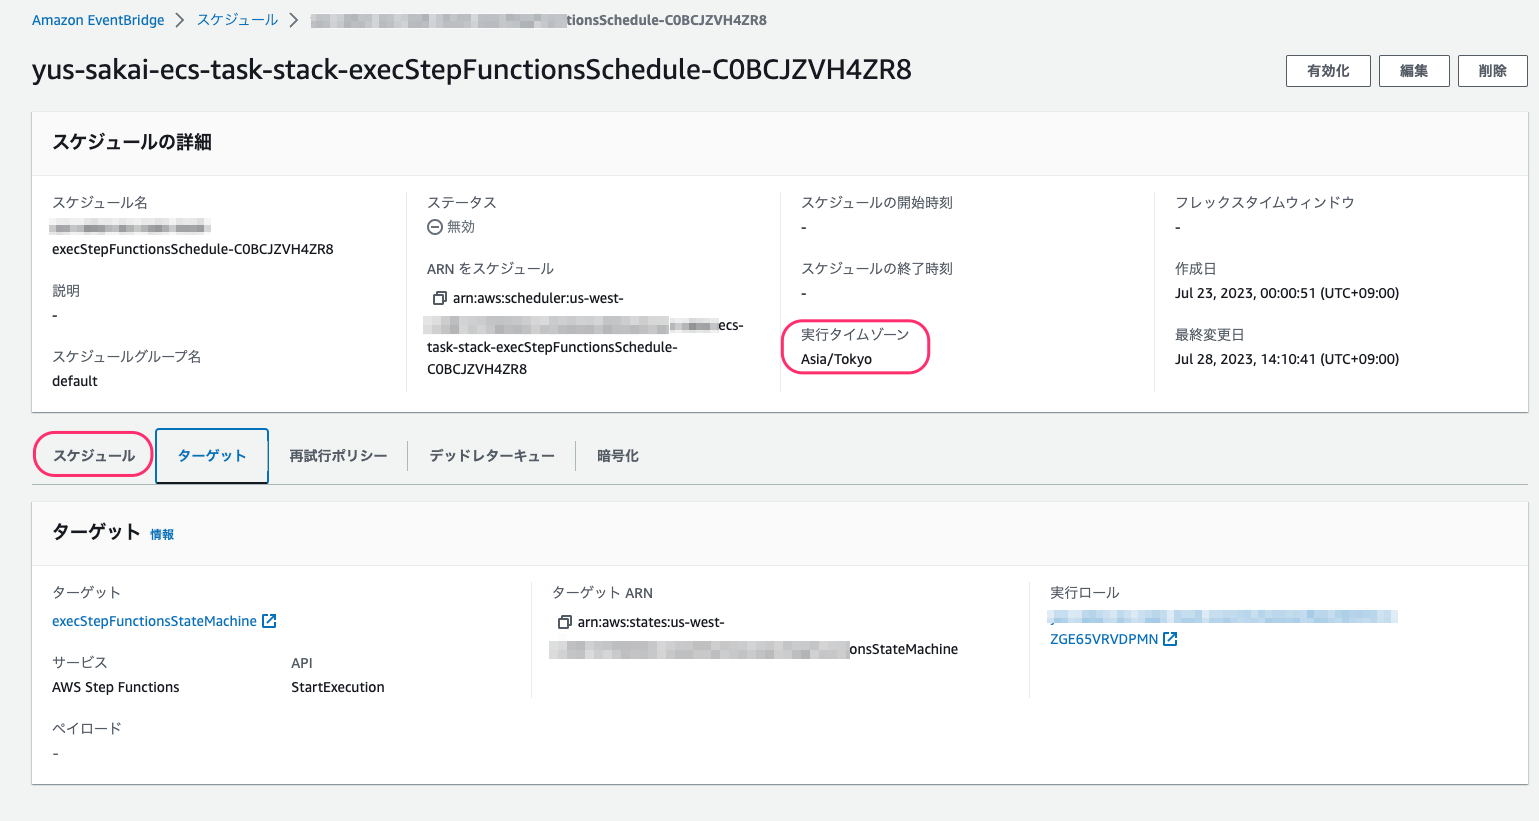 Amazon EventBridge > スケジュール > tionsSchedule-C0BCJZVH4ZR8
yus-sakai-ecs-task-stack-execStepFunctionsSchedule-C0BCJZVH4ZR8
有効化
編集
削除
スケジュールの詳細
スケジュール名
execStepFunctionsSchedule-C0BCJZVH4ZR8
説明
-
スケジュールグループ名
default
ステータス
無効
ARN をスケジュール
arn:aws:scheduler:us-west-
ecs-
task-stack-execStepFunctionsSchedule-
C0BCJZVH4ZR8
スケジュールの開始時刻
-
スケジュールの終了時刻
-
実行タイムゾーン
Asia/Tokyo
フレックスタイムウィンドウ
-
作成日
Jul 23, 2023, 00:00:51 (UTC+09:00)
最終変更日
Jul 28, 2023, 14:10:41 (UTC+09:00)
スケジュール
ターゲット
再試行ポリシー
デッドレターキュー
暗号化
ターゲット 情報
ターゲット
execStepFunctionsStateMachine
サービス
AWS Step Functions
API
StartExecution
ペイロード
-
ターゲット ARN
arn:aws:states:us-west-
onsStateMachine
実行ロール
ZGE65VRVDPMN